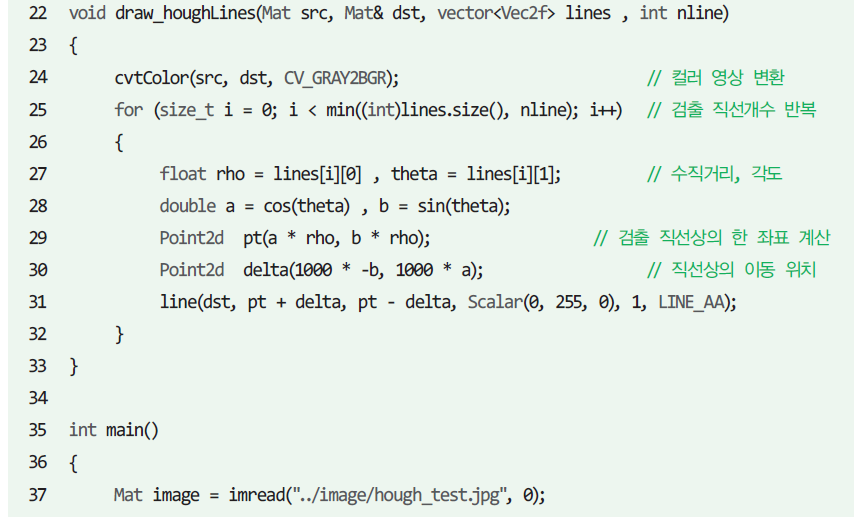 22 void draw_houghLines(Mat src, Mat& dst, vector<Vec2f> lines , int nline)
23 {
24 cvtColor(src, dst, CV_GRAY2BGR); // 컬러 영상 변환
25 for (size_t i = 0; i < min((int)lines.size(), nline); i++) // 검출 직선개수 반복
26 {
27 float rho = lines[i][0] , theta = lines[i][1]; // 수직거리, 각도
28 double a = cos(theta) , b = sin(theta);
29 Point2d pt(a * rho, b * rho); // 검출 직선상의 한 좌표 계산
30 Point2d delta(1000 * -b, 1000 * a); // 직선상의 이동 위치
31 line(dst, pt + delta, pt - delta, Scalar(0, 255, 0), 1, LINE_AA);
32 }
33 }
34
35 int main()
36 {
37 Mat image = imread("../image/hough_test.jpg", 0);